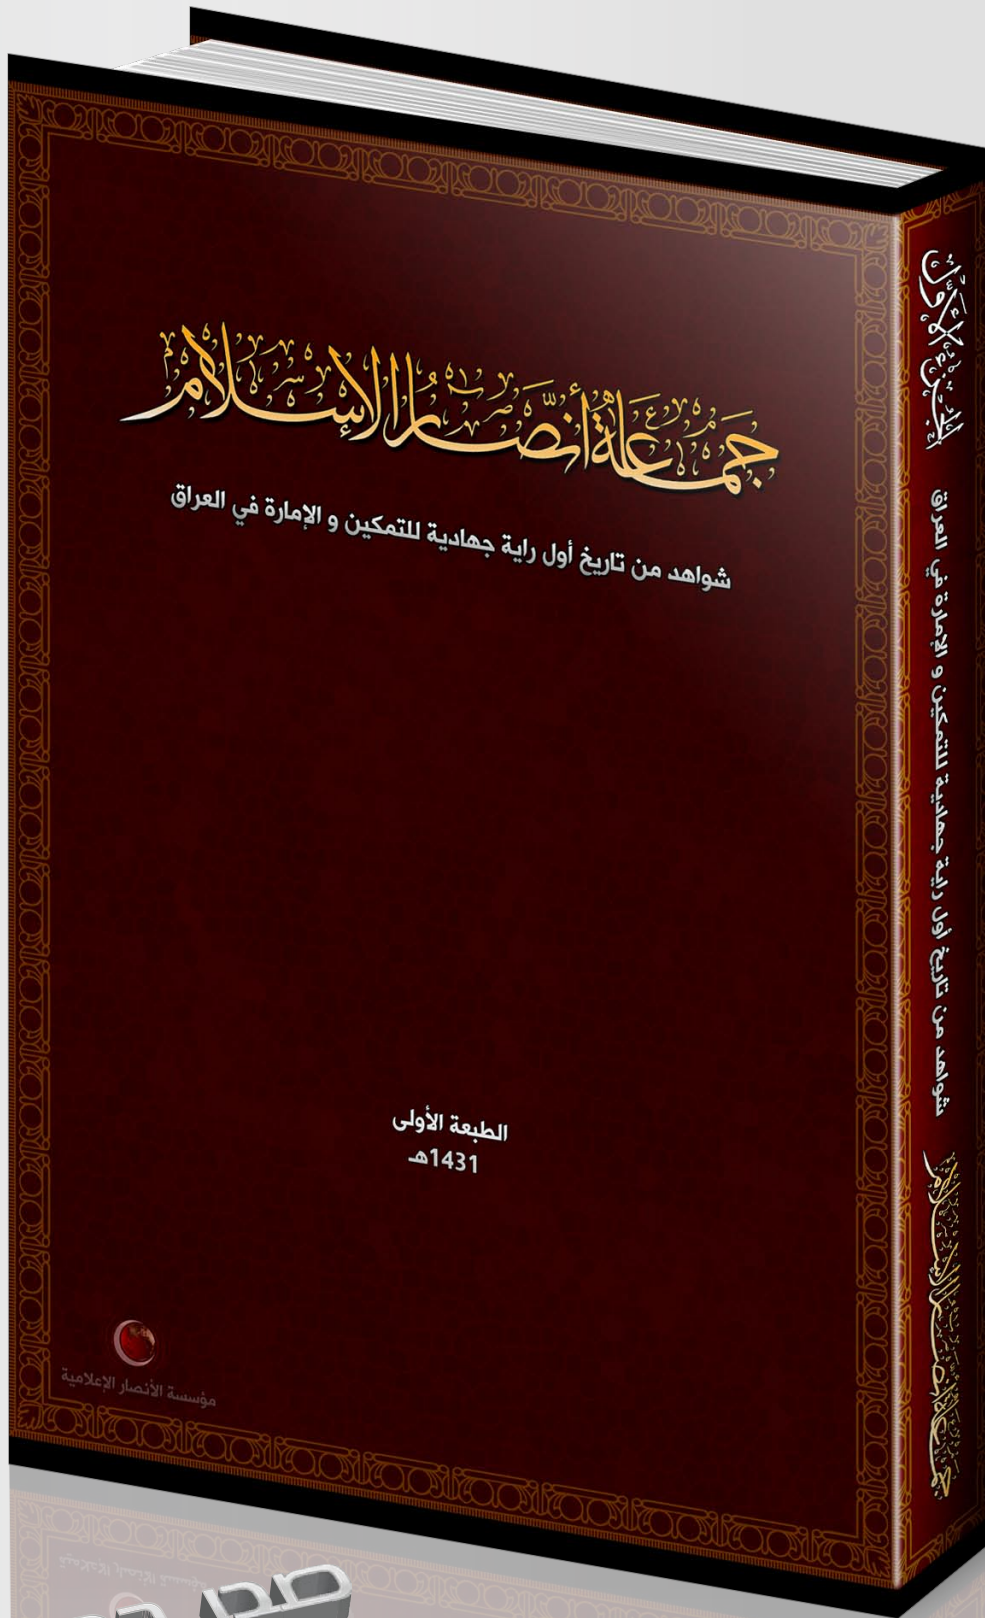 جماعة أنصار الإسلام
شواهد من تاريخ أول راية جهادية للتمكين و الإمارة في العراق
الطبعة الأولى
1431هـ
مؤسسة الأنصار الإعلامية
الجزء الأول
شواهد من تاريخ أول راية جهادية للتمكين و الإمارة في العراق
جماعة أنصار الإسلام